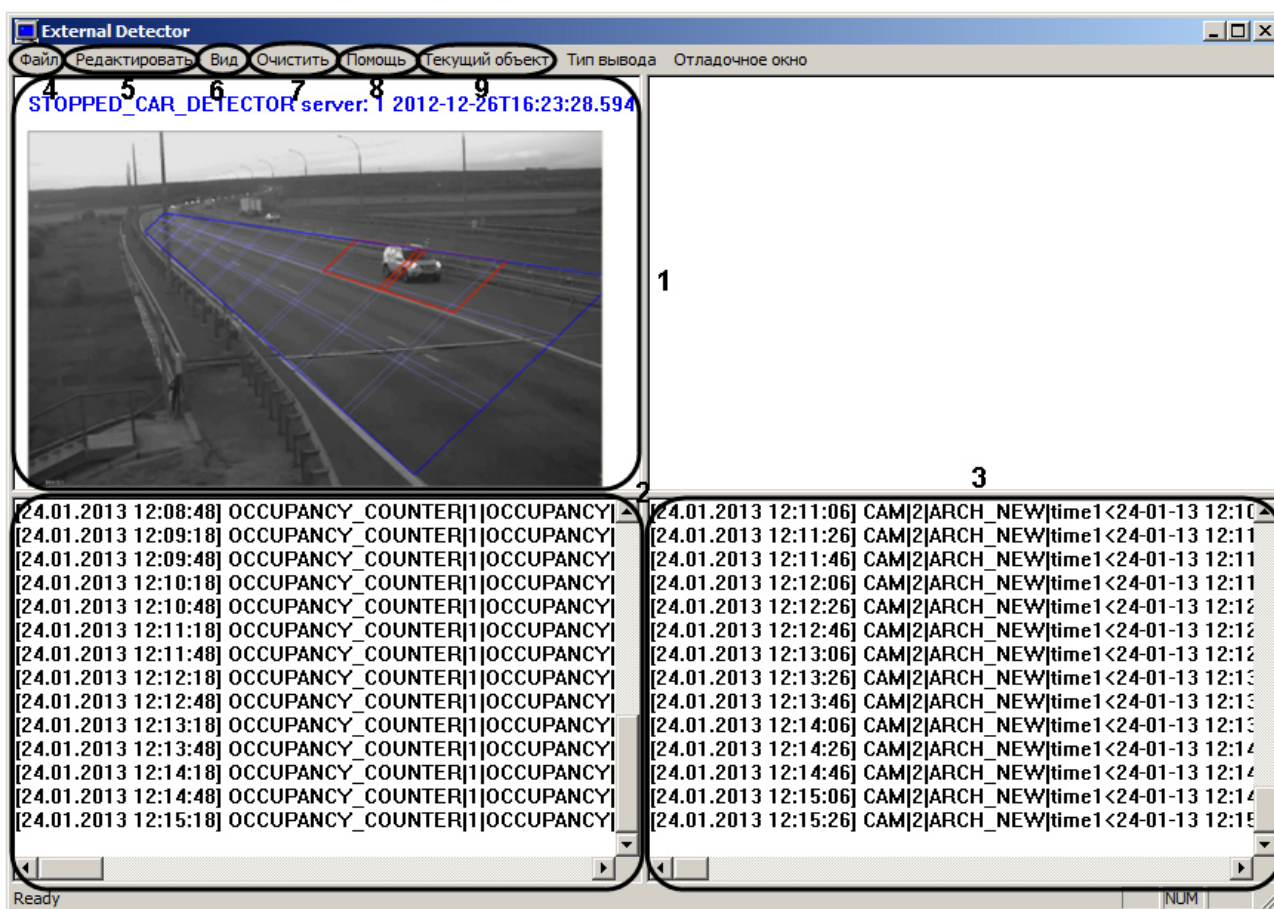 External Detector
Файл Редактировать Вид Очистить Помощь Текущий объект Тип вывода Отладочное окно
4 5 6 7 8 9
STOPPED_CAR_DETECTOR server: 1 2012-12-26T16:23:28.594
1
3
2
[24.01.2013 12:08:48] OCCUPANCY_COUNTER|1|OCCUPANCY|
[24.01.2013 12:09:18] OCCUPANCY_COUNTER|1|OCCUPANCY|
[24.01.2013 12:09:48] OCCUPANCY_COUNTER|1|OCCUPANCY|
[24.01.2013 12:10:18] OCCUPANCY_COUNTER|1|OCCUPANCY|
[24.01.2013 12:10:48] OCCUPANCY_COUNTER|1|OCCUPANCY|
[24.01.2013 12:11:18] OCCUPANCY_COUNTER|1|OCCUPANCY|
[24.01.2013 12:11:48] OCCUPANCY_COUNTER|1|OCCUPANCY|
[24.01.2013 12:12:18] OCCUPANCY_COUNTER|1|OCCUPANCY|
[24.01.2013 12:12:48] OCCUPANCY_COUNTER|1|OCCUPANCY|
[24.01.2013 12:13:18] OCCUPANCY_COUNTER|1|OCCUPANCY|
[24.01.2013 12:13:48] OCCUPANCY_COUNTER|1|OCCUPANCY|
[24.01.2013 12:14:18] OCCUPANCY_COUNTER|1|OCCUPANCY|
[24.01.2013 12:14:48] OCCUPANCY_COUNTER|1|OCCUPANCY|
[24.01.2013 12:15:18] OCCUPANCY_COUNTER|1|OCCUPANCY|
[24.01.2013 12:11:06] CAM|2|ARCH_NEW|time1<24-01-13 12:10
[24.01.2013 12:11:26] CAM|2|ARCH_NEW|time1<24-01-13 12:11
[24.01.2013 12:11:46] CAM|2|ARCH_NEW|time1<24-01-13 12:11
[24.01.2013 12:12:06] CAM|2|ARCH_NEW|time1<24-01-13 12:11
[24.01.2013 12:12:26] CAM|2|ARCH_NEW|time1<24-01-13 12:12
[24.01.2013 12:12:46] CAM|2|ARCH_NEW|time1<24-01-13 12:12
[24.01.2013 12:13:06] CAM|2|ARCH_NEW|time1<24-01-13 12:12
[24.01.2013 12:13:26] CAM|2|ARCH_NEW|time1<24-01-13 12:13
[24.01.2013 12:13:46] CAM|2|ARCH_NEW|time1<24-01-13 12:13
[24.01.2013 12:14:06] CAM|2|ARCH_NEW|time1<24-01-13 12:13
[24.01.2013 12:14:26] CAM|2|ARCH_NEW|time1<24-01-13 12:14
[24.01.2013 12:14:46] CAM|2|ARCH_NEW|time1<24-01-13 12:14
[24.01.2013 12:15:06] CAM|2|ARCH_NEW|time1<24-01-13 12:14
[24.01.2013 12:15:26] CAM|2|ARCH_NEW|time1<24-01-13 12:15
Ready
NUM